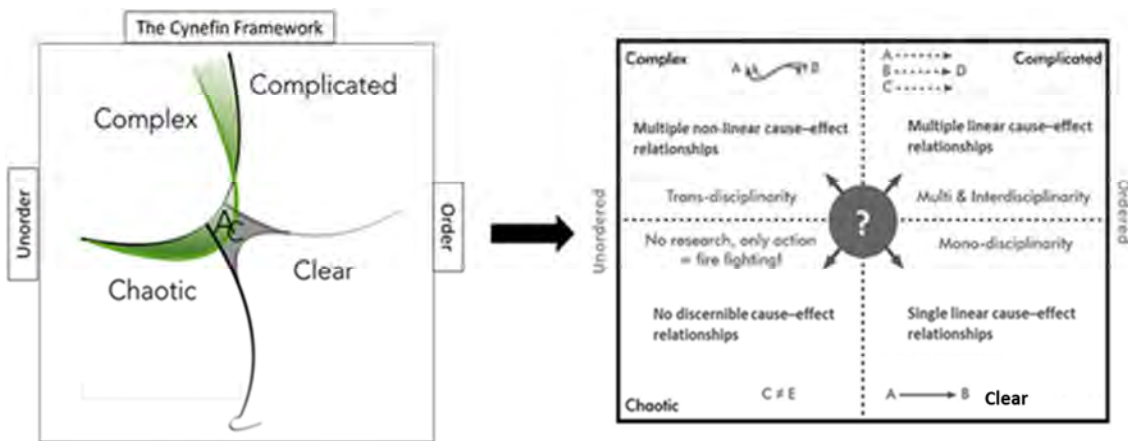 The Cynefin Framework
Complicated
Complex
Unorder
Order
A
C
Chaotic
Clear
Complex
A
B
A
B
D
C
Complicated
Multiple non-linear cause–effect
relationships
Multiple linear cause–effect
relationships
Trans-disciplinarity
Multi & Interdisciplinarity
Unordered
?
Ordered
No research, only action
= fire fighting!
Mono-disciplinarity
No discernible cause–effect
relationships
Single linear cause–effect
relationships
Chaotic
C ≠ E
A
B
Clear